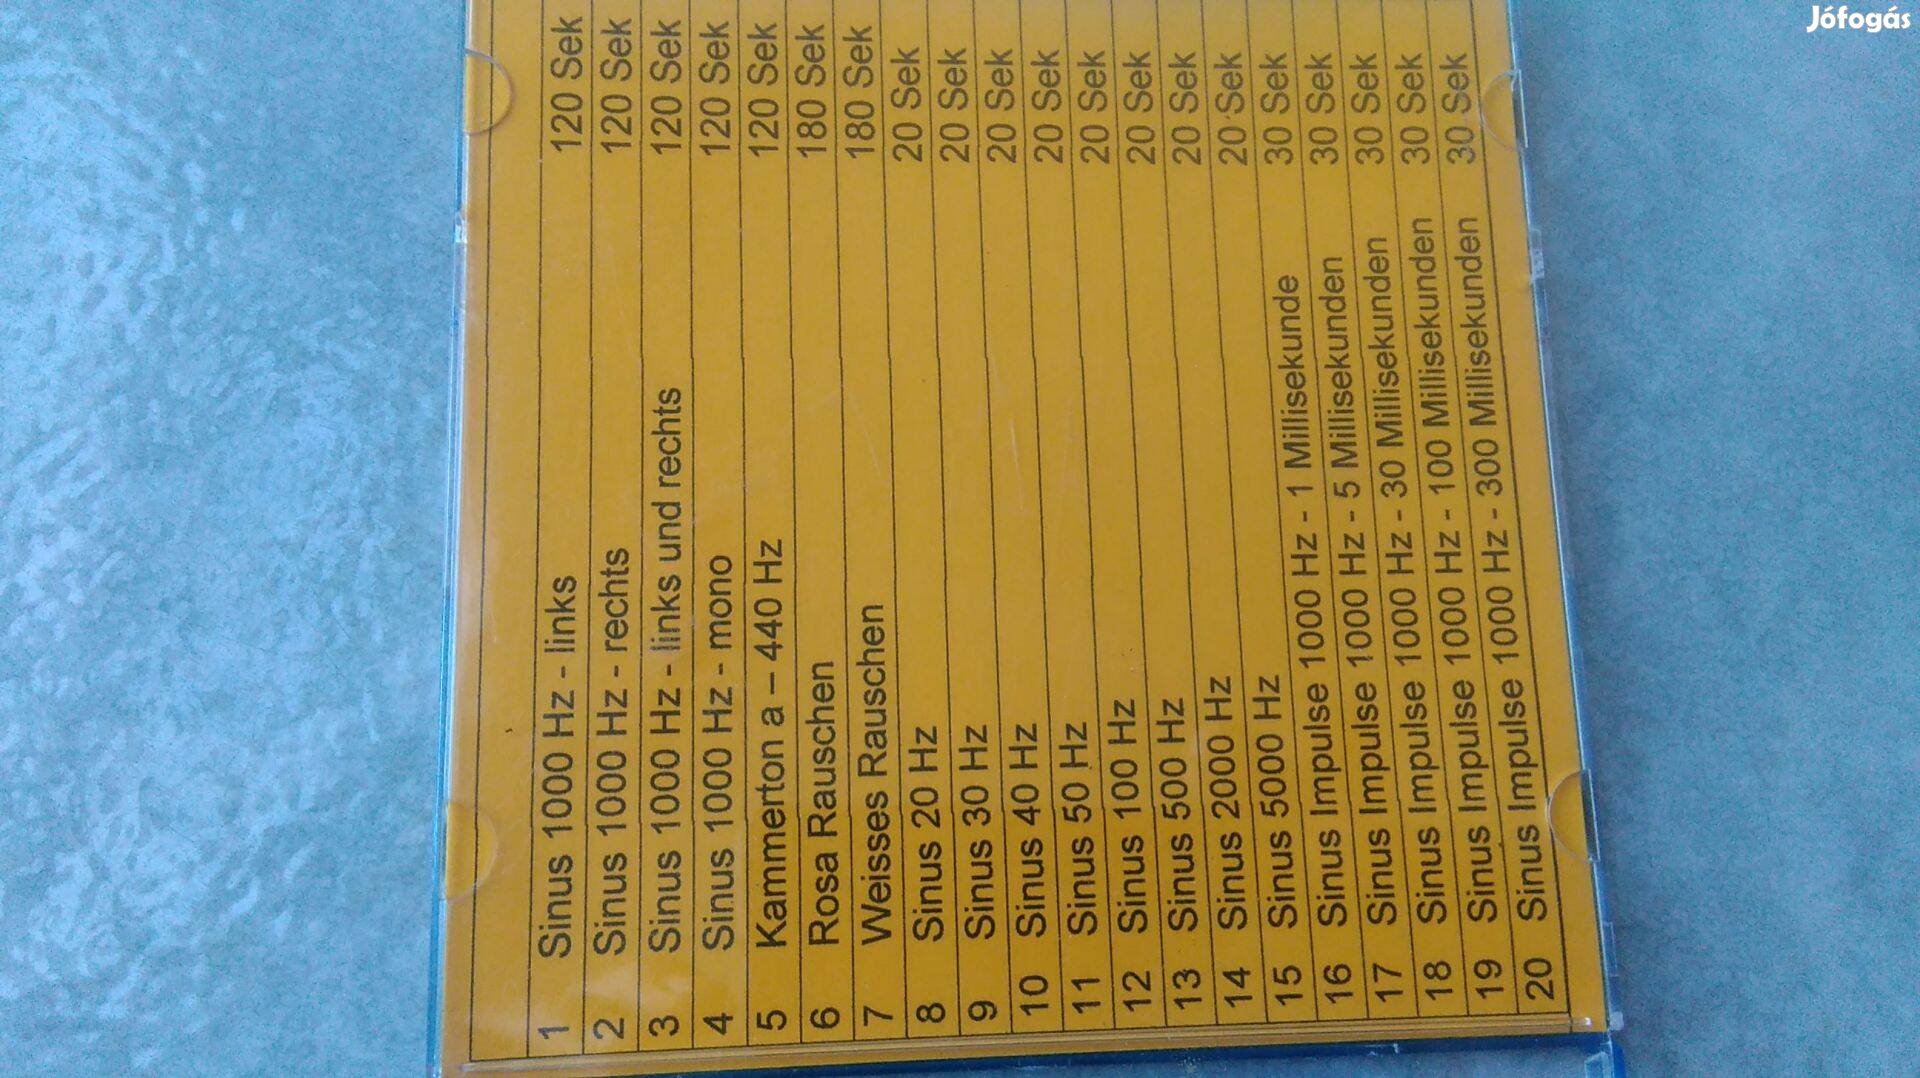 Jófogás
1 Sinus 1000 Hz - links 120 Sek
2 Sinus 1000 Hz - rechts 120 Sek
3 Sinus 1000 Hz - links und rechts 120 Sek
4 Sinus 1000 Hz - mono 120 Sek
5 Kammerton a – 440 Hz 120 Sek
6 Rosa Rauschen 180 Sek
7 Weisses Rauschen 180 Sek
8 Sinus 20 Hz 20 Sek
9 Sinus 30 Hz 20 Sek
10 Sinus 40 Hz 20 Sek
11 Sinus 50 Hz 20 Sek
12 Sinus 100 Hz 20 Sek
13 Sinus 500 Hz 20 Sek
14 Sinus 2000 Hz 20 Sek
15 Sinus 5000 Hz 20 Sek
16 Sinus Impulse 1000 Hz - 1 Millisekunde 30 Sek
17 Sinus Impulse 1000 Hz - 5 Millisekunden 30 Sek
18 Sinus Impulse 1000 Hz - 30 Millisekunden 30 Sek
19 Sinus Impulse 1000 Hz - 100 Millisekunden 30 Sek
20 Sinus Impulse 1000 Hz - 300 Millisekunden 30 Sek